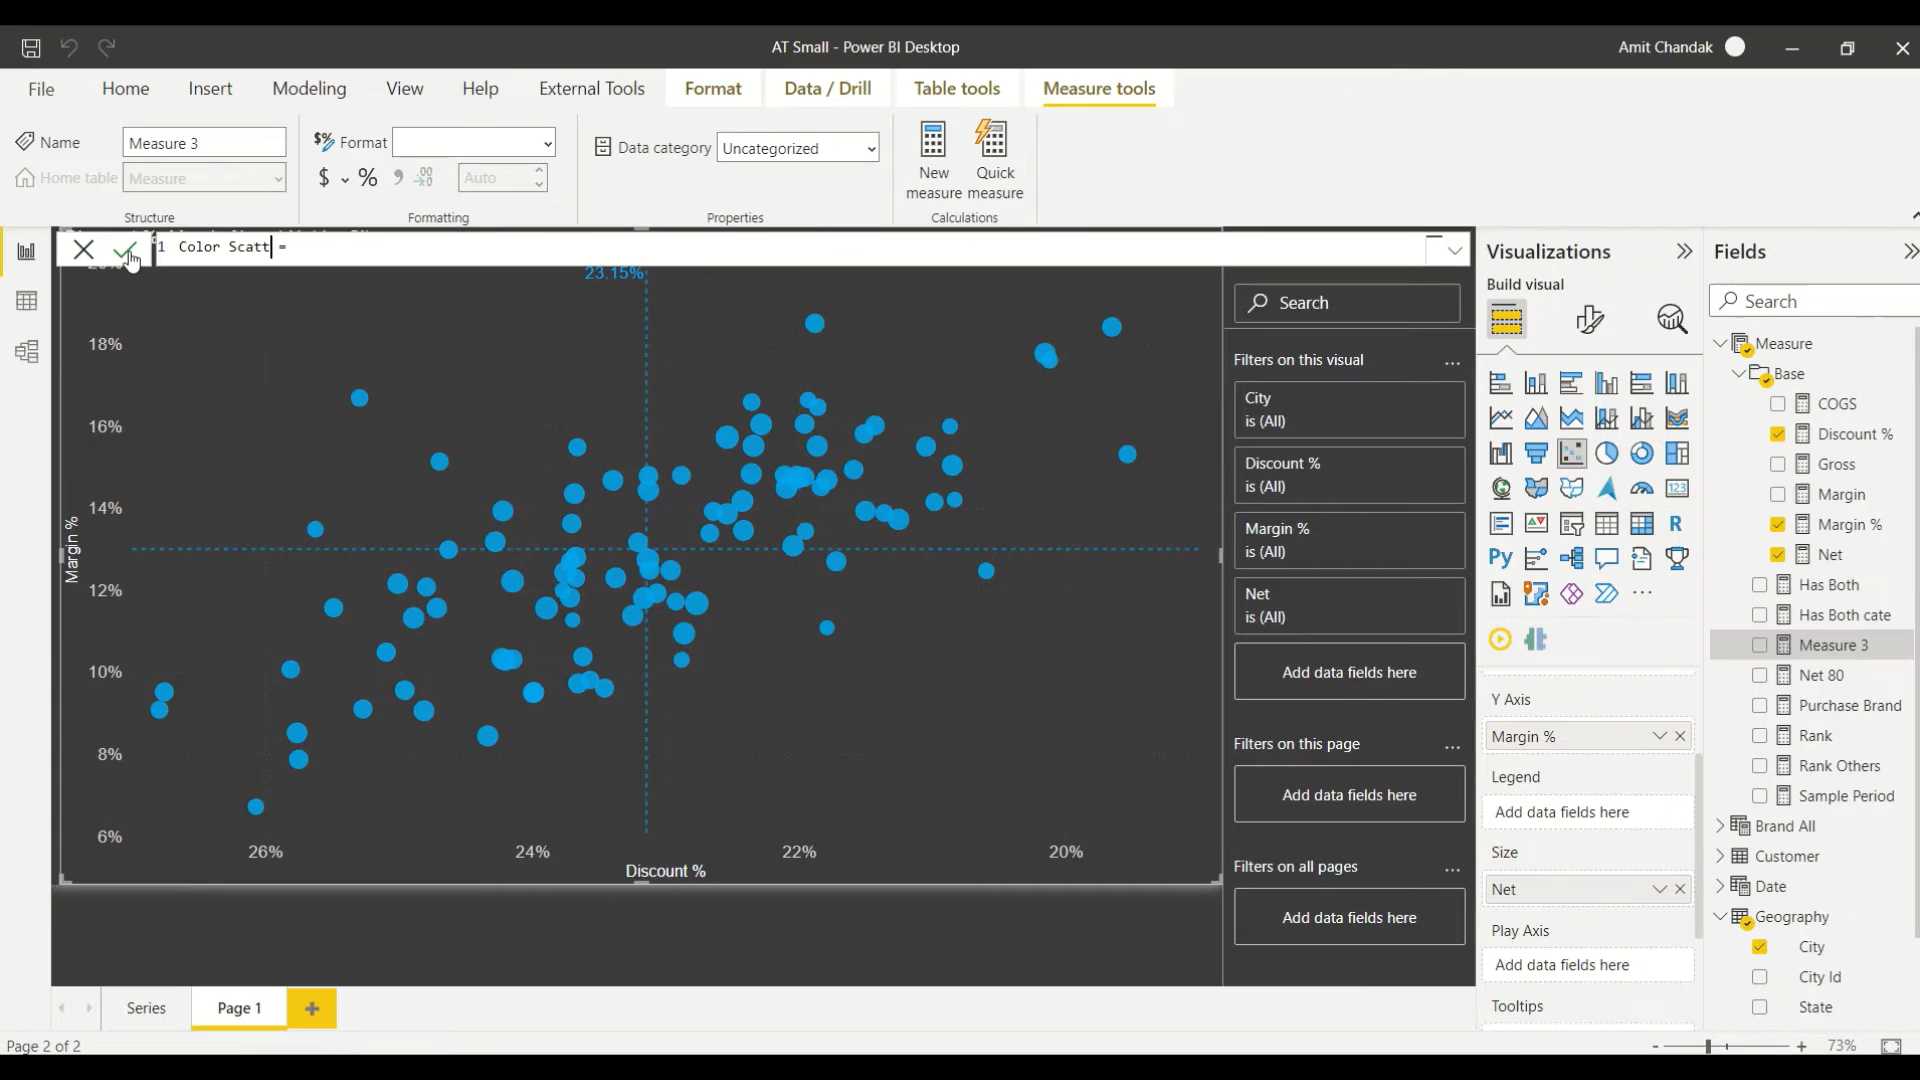 AT Small - Power BI Desktop
Amit Chandak
File
Home
Insert
Modeling
View
Help
External Tools
Format
Data / Drill
Table tools
Measure tools
Name
Measure 3
Home table
Measure
Structure
$% Format
$
%
Auto
Formatting
Data category
Uncategorized
Properties
New
measure
Quick
measure
Calculations
1 Color Scatt =
23.15%
18%
16%
14%
12%
10%
8%
6%
Margin %
26%
24%
22%
20%
Discount %
Search
Filters on this visual
...
City
is (All)
Discount %
is (All)
Margin %
is (All)
Net
is (All)
Add data fields here
Filters on this page
...
Add data fields here
Filters on all pages
...
Add data fields here
Visualizations
Build visual
123
R
Py
...
Y Axis
Margin %
Legend
Add data fields here
Size
Net
Play Axis
Add data fields here
Tooltips
Fields
Search
Measure
Base
COGS
Discount %
Gross
Margin
Margin %
Net
Has Both
Has Both cate
Measure 3
Net 80
Purchase Brand
Rank
Rank Others
Sample Period
Brand All
Customer
Date
Geography
City
City Id
State
Series
Page 1
+
Page 2 of 2
-
+
73%